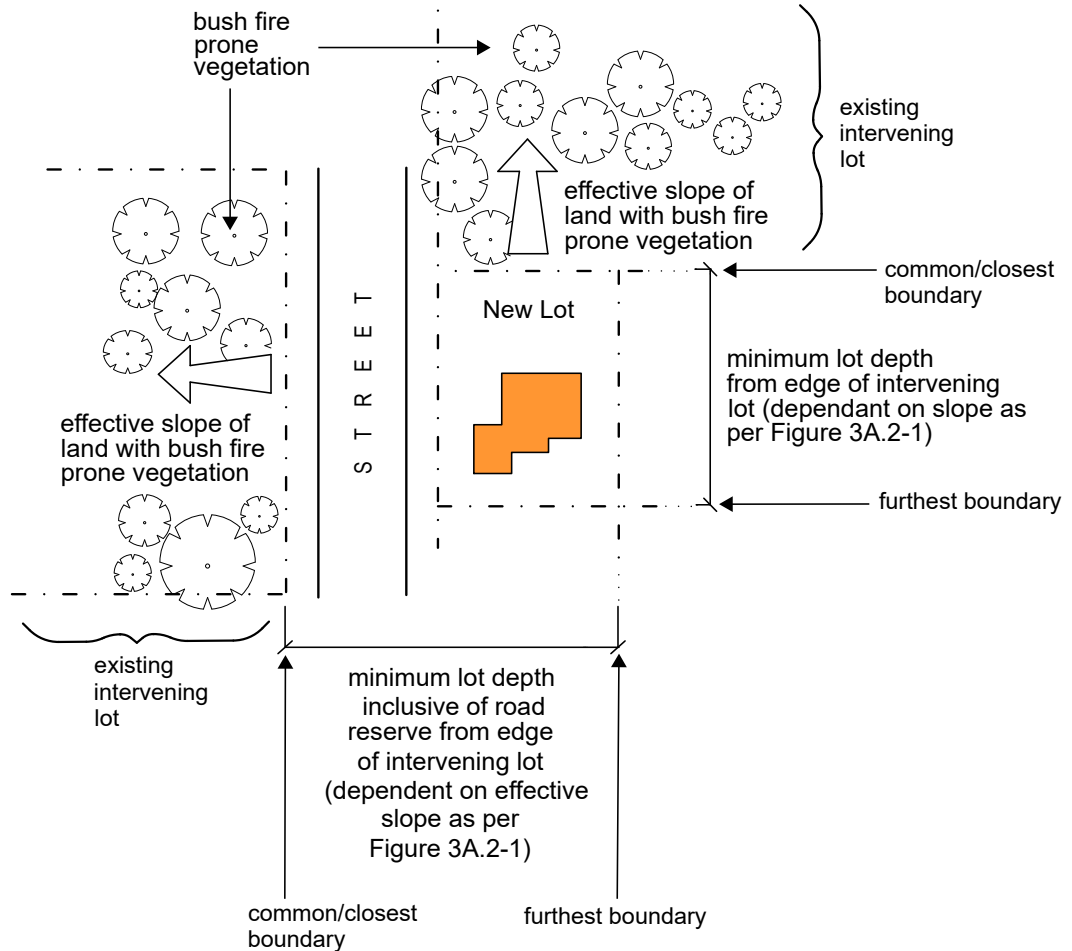 bush fire
prone
vegetation
existing
intervening
lot
effective slope of
land with bush fire
prone vegetation
common/closest
boundary
New Lot
STREET
minimum lot depth
from edge of intervening
lot (dependant on slope as
per Figure 3A.2-1)
effective slope of
land with bush fire
prone vegetation
furthest boundary
existing
intervening
lot
minimum lot depth
inclusive of road
reserve from edge
of intervening lot
(dependent on effective
slope as per
Figure 3A.2-1)
common/closest
boundary
furthest boundary